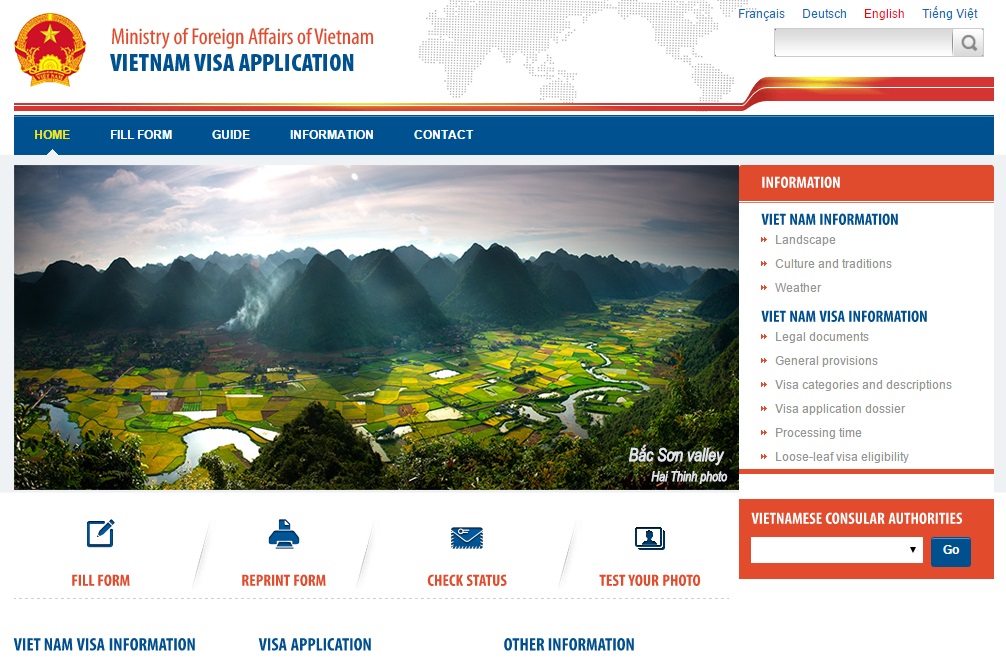 Français Deutsch English Tiếng Việt
Ministry of Foreign Affairs of Vietnam
VIETNAM VISA APPLICATION
HOME FILL FORM GUIDE INFORMATION CONTACT
Bắc Sơn valley
Hai Thinh photo
INFORMATION
VIET NAM INFORMATION
Landscape
Culture and traditions
Weather
VIET NAM VISA INFORMATION
Legal documents
General provisions
Visa categories and descriptions
Visa application dossier
Processing time
Loose-leaf visa eligibility
VIETNAMESE CONSULAR AUTHORITIES
Go
FILL FORM REPRINT FORM CHECK STATUS TEST YOUR PHOTO
VIET NAM VISA INFORMATION VISA APPLICATION OTHER INFORMATION